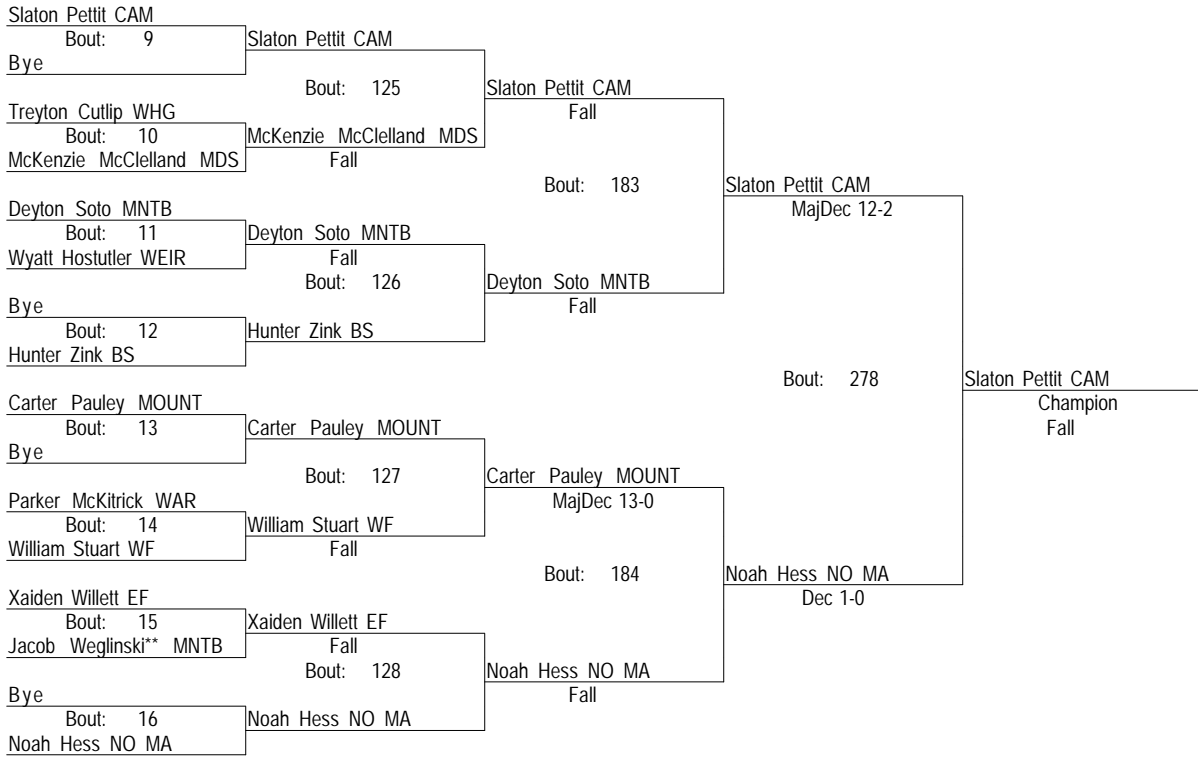 Slaton Pettit CAM
Bout: 9
Slaton Pettit CAM
Bye
Bout: 125
Slaton Pettit CAM
Fall
Treyton Cutlip WHG
Bout: 10
McKenzie McClelland MDS
McKenzie McClelland MDS
Fall
Bout: 183
Slaton Pettit CAM
MajDec 12-2
Deyton Soto MNTB
Bout: 11
Deyton Soto MNTB
Wyatt Hostutler WEIR
Fall
Bout: 126
Deyton Soto MNTB
Fall
Bye
Bout: 12
Hunter Zink BS
Hunter Zink BS
Bout: 278
Slaton Pettit CAM
Champion
Fall
Carter Pauley MOUNT
Bout: 13
Carter Pauley MOUNT
Bye
Bout: 127
Carter Pauley MOUNT
MajDec 13-0
Parker McKitrick WAR
Bout: 14
William Stuart WF
William Stuart WF
Fall
Bout: 184
Noah Hess NO MA
Dec 1-0
Xaiden Willett EF
Bout: 15
Xaiden Willett EF
Jacob Weglinski** MNTB
Fall
Bout: 128
Noah Hess NO MA
Fall
Bye
Bout: 16
Noah Hess NO MA
Noah Hess NO MA